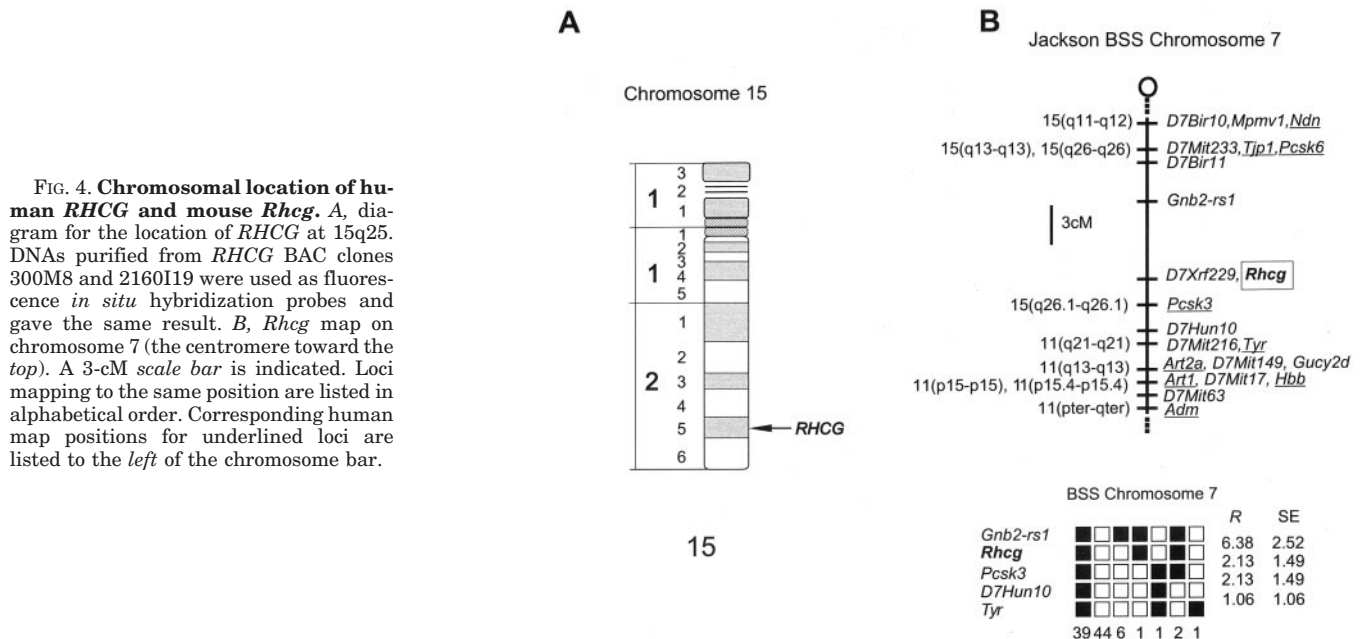 FIG. 4. Chromosomal location of hu-
man RHCG and mouse Rhcg. A, dia-
gram for the location of RHCG at 15q25.
DNAs purified from RHCG BAC clones
300M8 and 2160I19 were used as fluores-
cence in situ hybridization probes and
gave the same result. B, Rhcg map on
chromosome 7 (the centromere toward the
top). A 3-cM scale bar is indicated. Loci
mapping to the same position are listed in
alphabetical order. Corresponding human
map positions for underlined loci are
listed to the left of the chromosome bar.
A
Chromosome 15
3
2
1
1
1
2
3
4
5
1
1
2
3
4
5
6
2
RHCG
15
B
Jackson BSS Chromosome 7
15(q11-q12) D7Bir10,Mpmv1,Ndn
15(q13-q13), 15(q26-q26) D7Mit233,Tjp1,Pcsk6
D7Bir11
Gnb2-rs1
3cM
D7Xrf229, Rhcg
15(q26.1-q26.1) Pcsk3
D7Hun10
11(q21-q21) D7Mit216,Tyr
11(q13-q13) Art2a, D7Mit149, Gucy2d
11(p15-p15), 11(p15.4-p15.4) Art1, D7Mit17, Hbb
D7Mit63
11(pter-qter) Adm
BSS Chromosome 7
R SE
Gnb2-rs1
6.38 2.52
Rhcg
2.13 1.49
Pcsk3
2.13 1.49
D7Hun10
1.06 1.06
Tyr
39 44 6 1 1 2 1